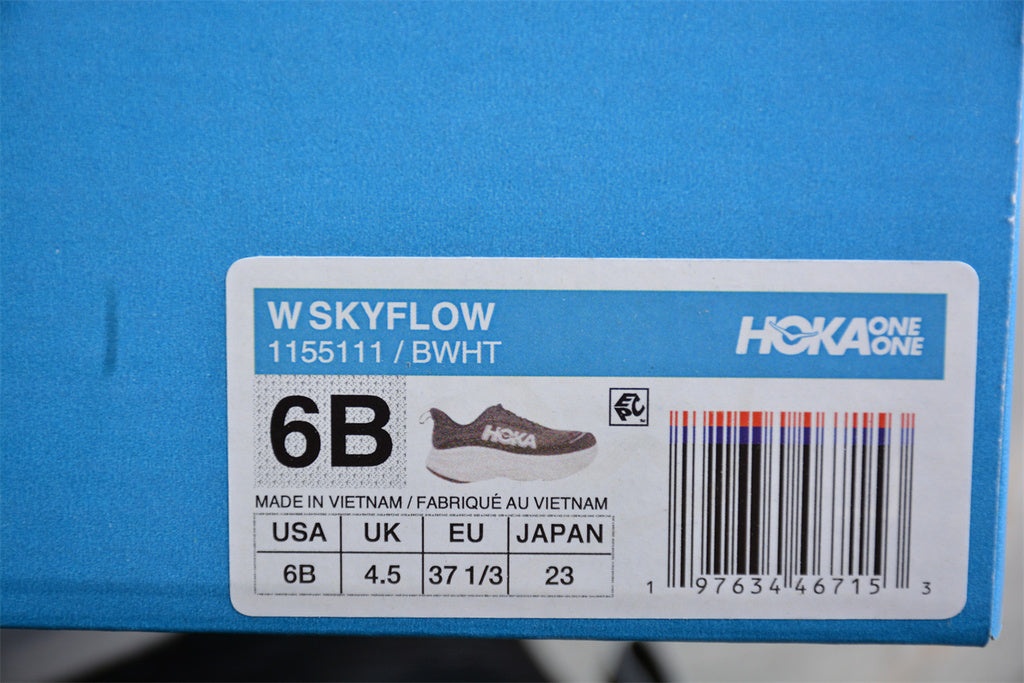 W SKYFLOW
1155111 / BWHT
HOKA ONE ONE
6B
HOKA
EPC
MADE IN VIETNAM / FABRIQUÉ AU VIETNAM
USA UK EU JAPAN
6B 4.5 37 1/3 23
1 97634 46715 3